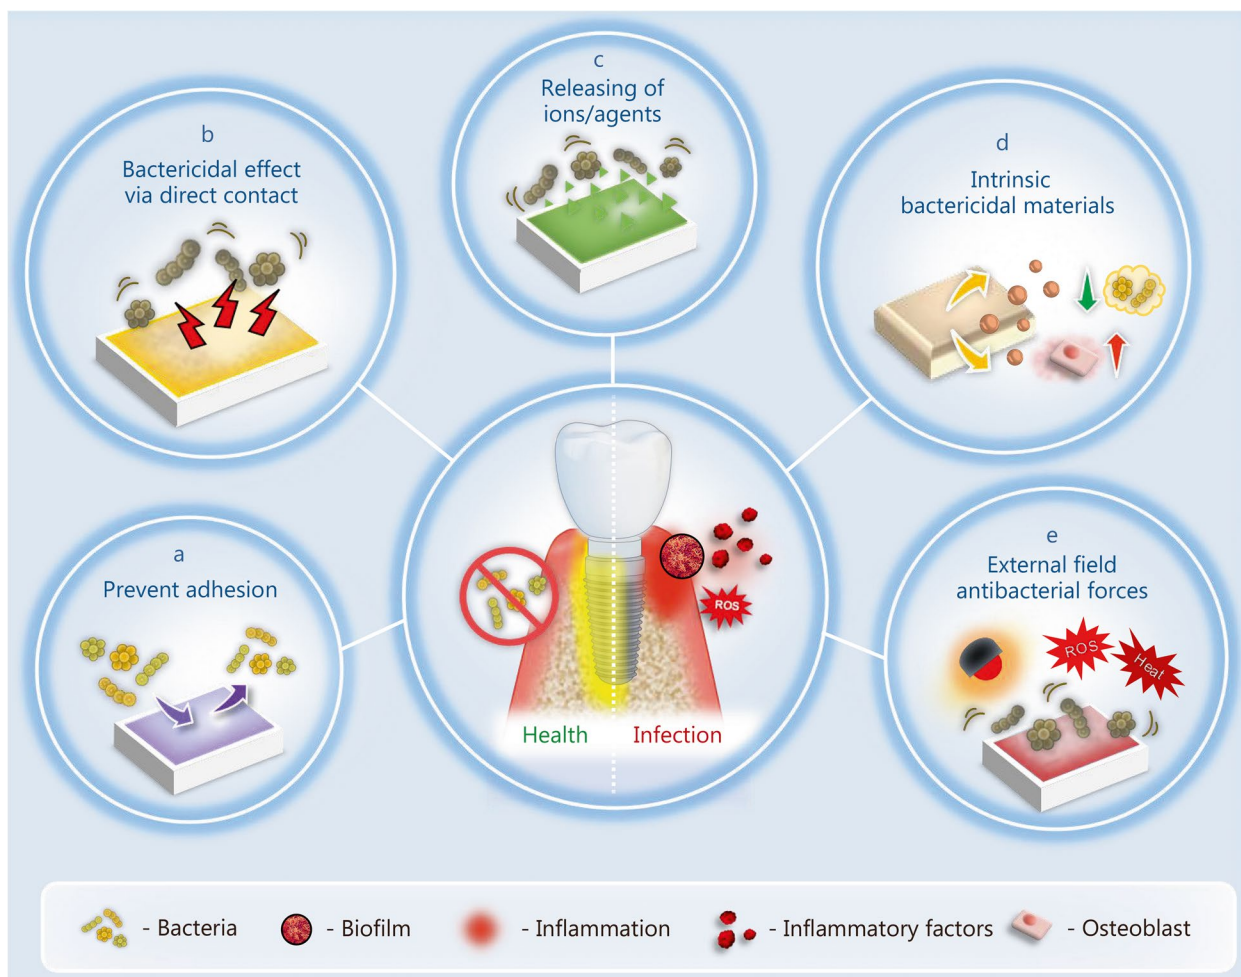 c
Releasing of
ions/agents
b
Bactericidal effect
via direct contact
d
Intrinsic
bactericidal materials
a
Prevent adhesion
ROS
Health
Infection
e
External field
antibacterial forces
ROS
Heat
- Bacteria
- Biofilm
- Inflammation
- Inflammatory factors
- Osteoblast